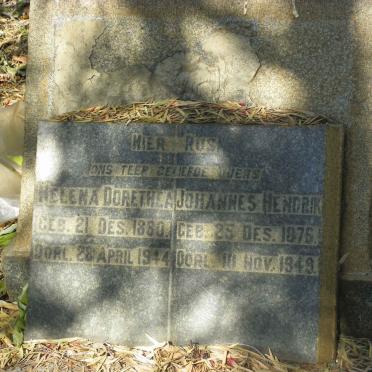 HIER RUS
ONS TEER GELIEFDE OUERS
HELENA DORETHEA JOHANNES HENDRIK
GEB. 21 DES. 1880 GEB. 25 DES. 1876
OORL. 28 APRIL 1944 OORL. 10 NOV. 1949